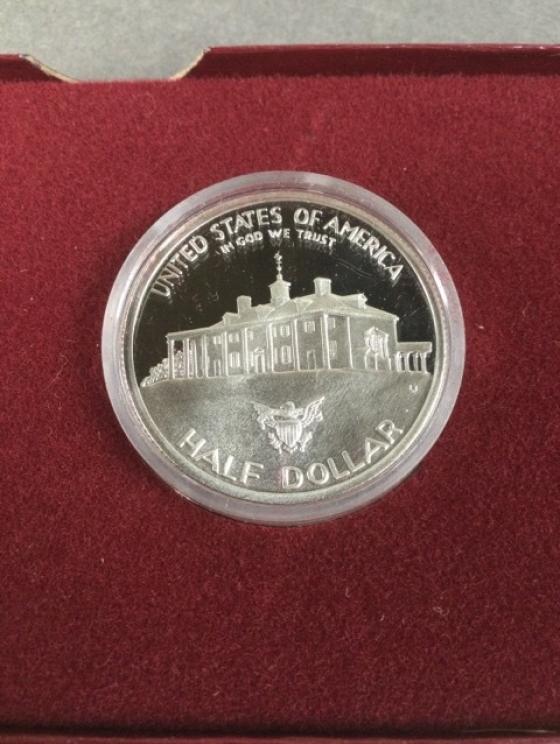 UNITED STATES OF AMERICA
IN GOD WE TRUST
HALF DOLLAR